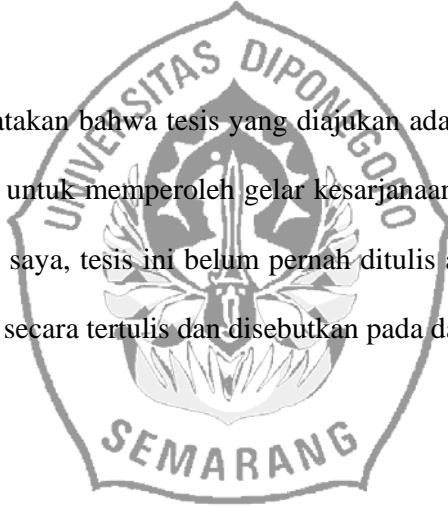 UNIVERSITAS DIPONEGORO
atakan bahwa tesis yang diajukan ada
untuk memperoleh gelar kesarjanaan
saya, tesis ini belum pernah ditulis a
secara tertulis dan disebutkan pada da
SEMARANG